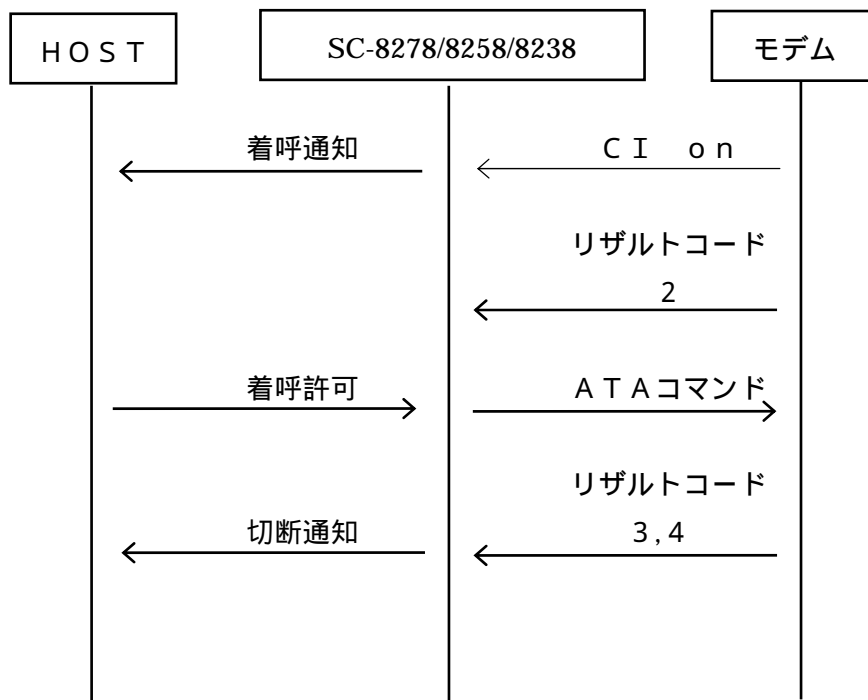 ＨＯＳＴ
SC-8278/8258/8238
モデム
着呼通知
ＣＩ　ｏｎ
リザルトコード
2
着呼許可
ＡＴＡコマンド
リザルトコード
切断通知
3,4